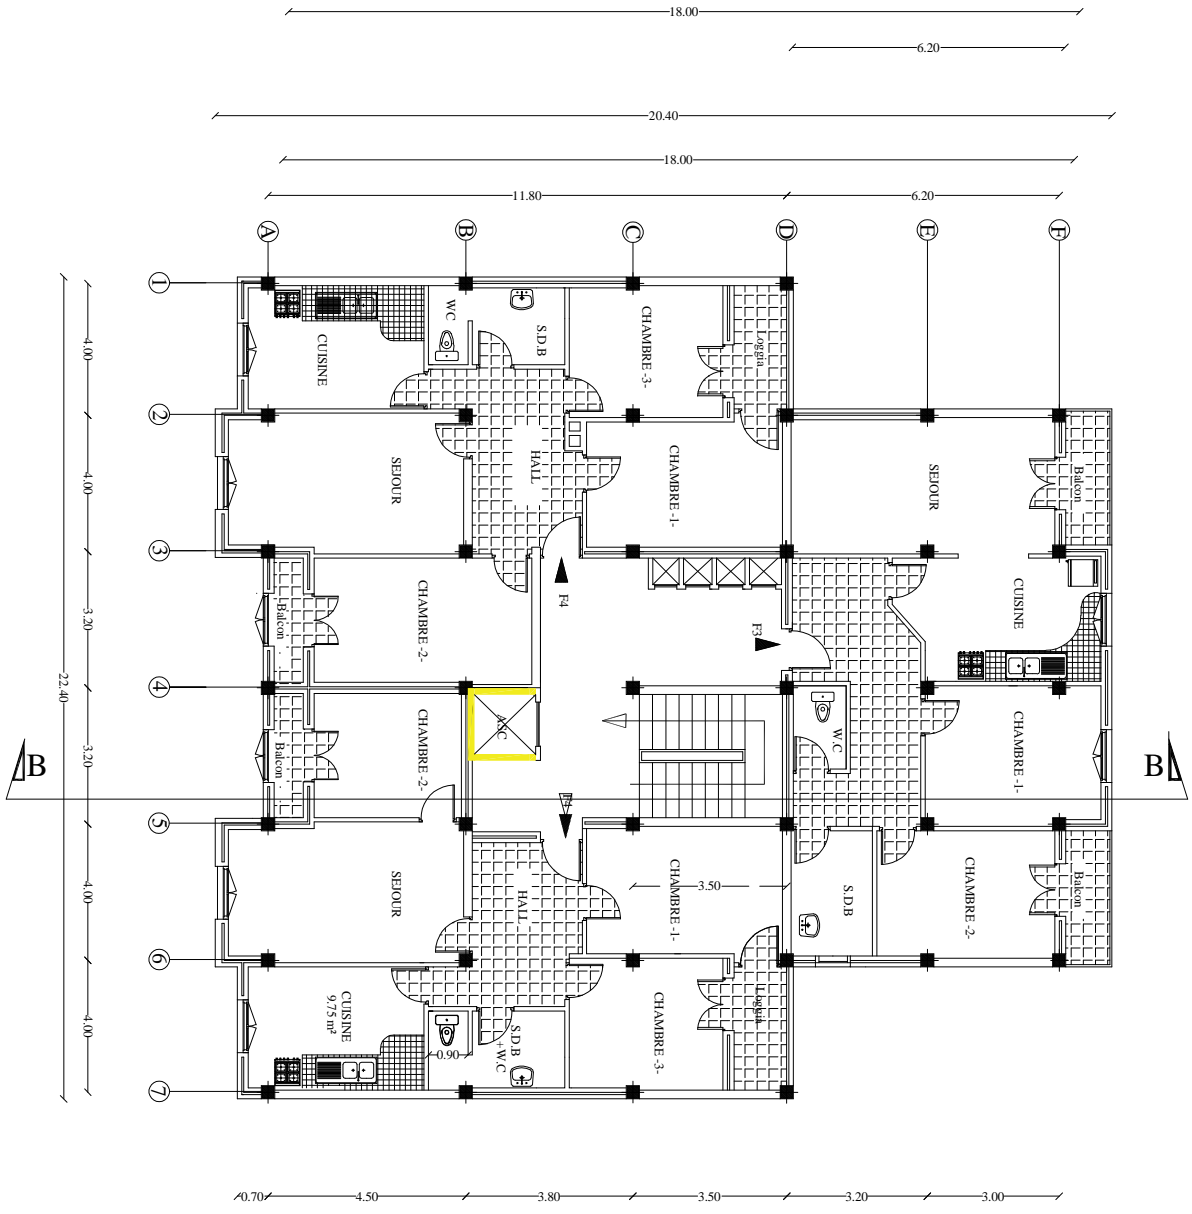 18.00
6.20
20.40
18.00
11.80
6.20
A
B
C
D
E
F
1
2
3
4
5
6
7
4.00
4.00
3.20
3.20
4.00
4.00
22.40
CUISINE
WC
S.D.B
CHAMBRE -3-
Loggia
SEJOUR
HALL
CHAMBRE -1-
SEJOUR
Balcon
Balcon
CHAMBRE -2-
F4
F3
CUISINE
Balcon
CHAMBRE -2-
ASC
W.C
CHAMBRE -1-
B
B
F4
SEJOUR
HALL
CHAMBRE -1-
3.50
S.D.B
CHAMBRE -2-
Balcon
CUISINE
9.75 m²
0.90
S.D.B
+W.C
CHAMBRE -3-
Loggia
0.70
4.50
3.80
3.50
3.20
3.00